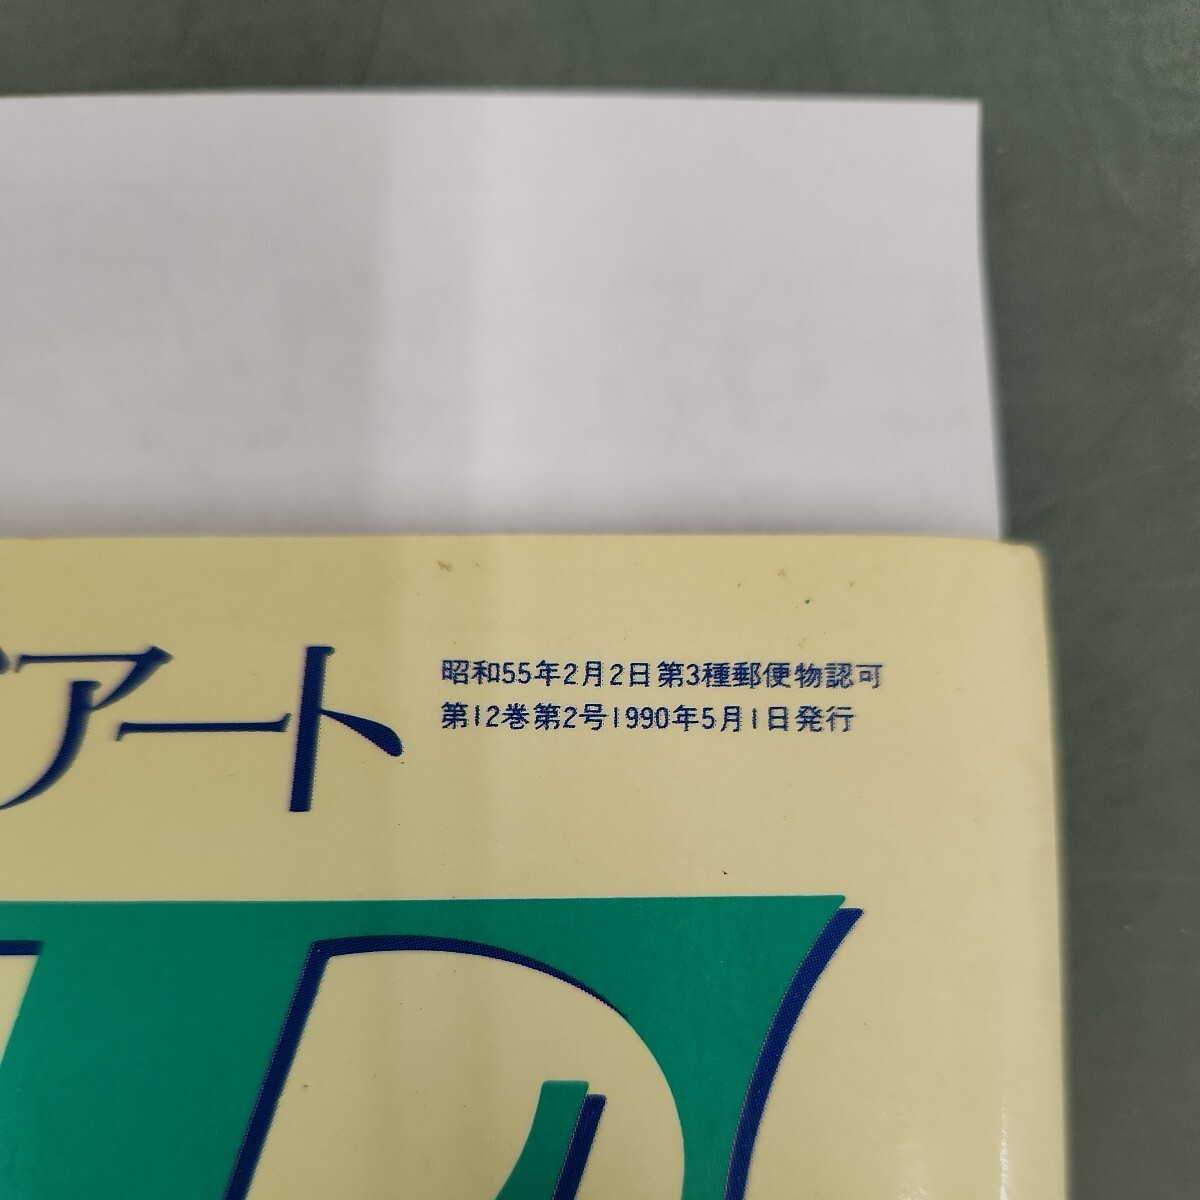 アート
昭和55年2月2日第3種郵便物認可
第12巻第2号1990年5月1日発行